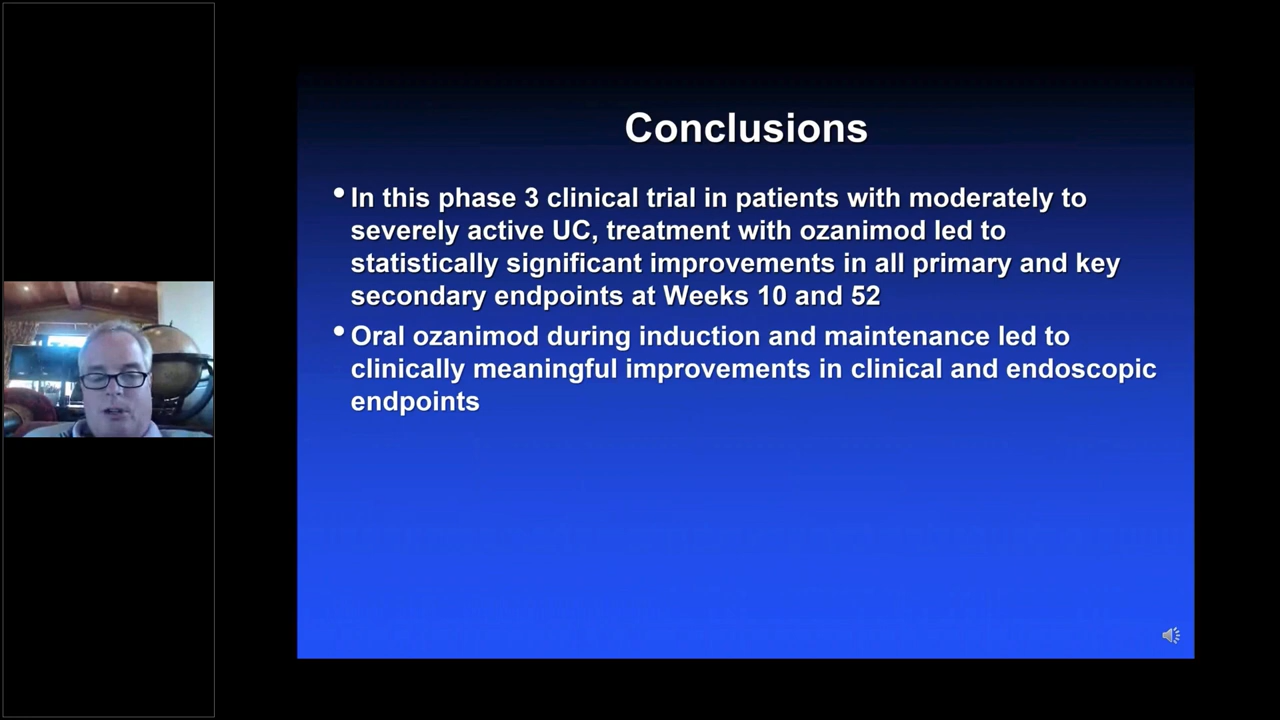 Conclusions
• In this phase 3 clinical trial in patients with moderately to
severely active UC, treatment with ozanimod led to
statistically significant improvements in all primary and key
secondary endpoints at Weeks 10 and 52
• Oral ozanimod during induction and maintenance led to
clinically meaningful improvements in clinical and endoscopic
endpoints